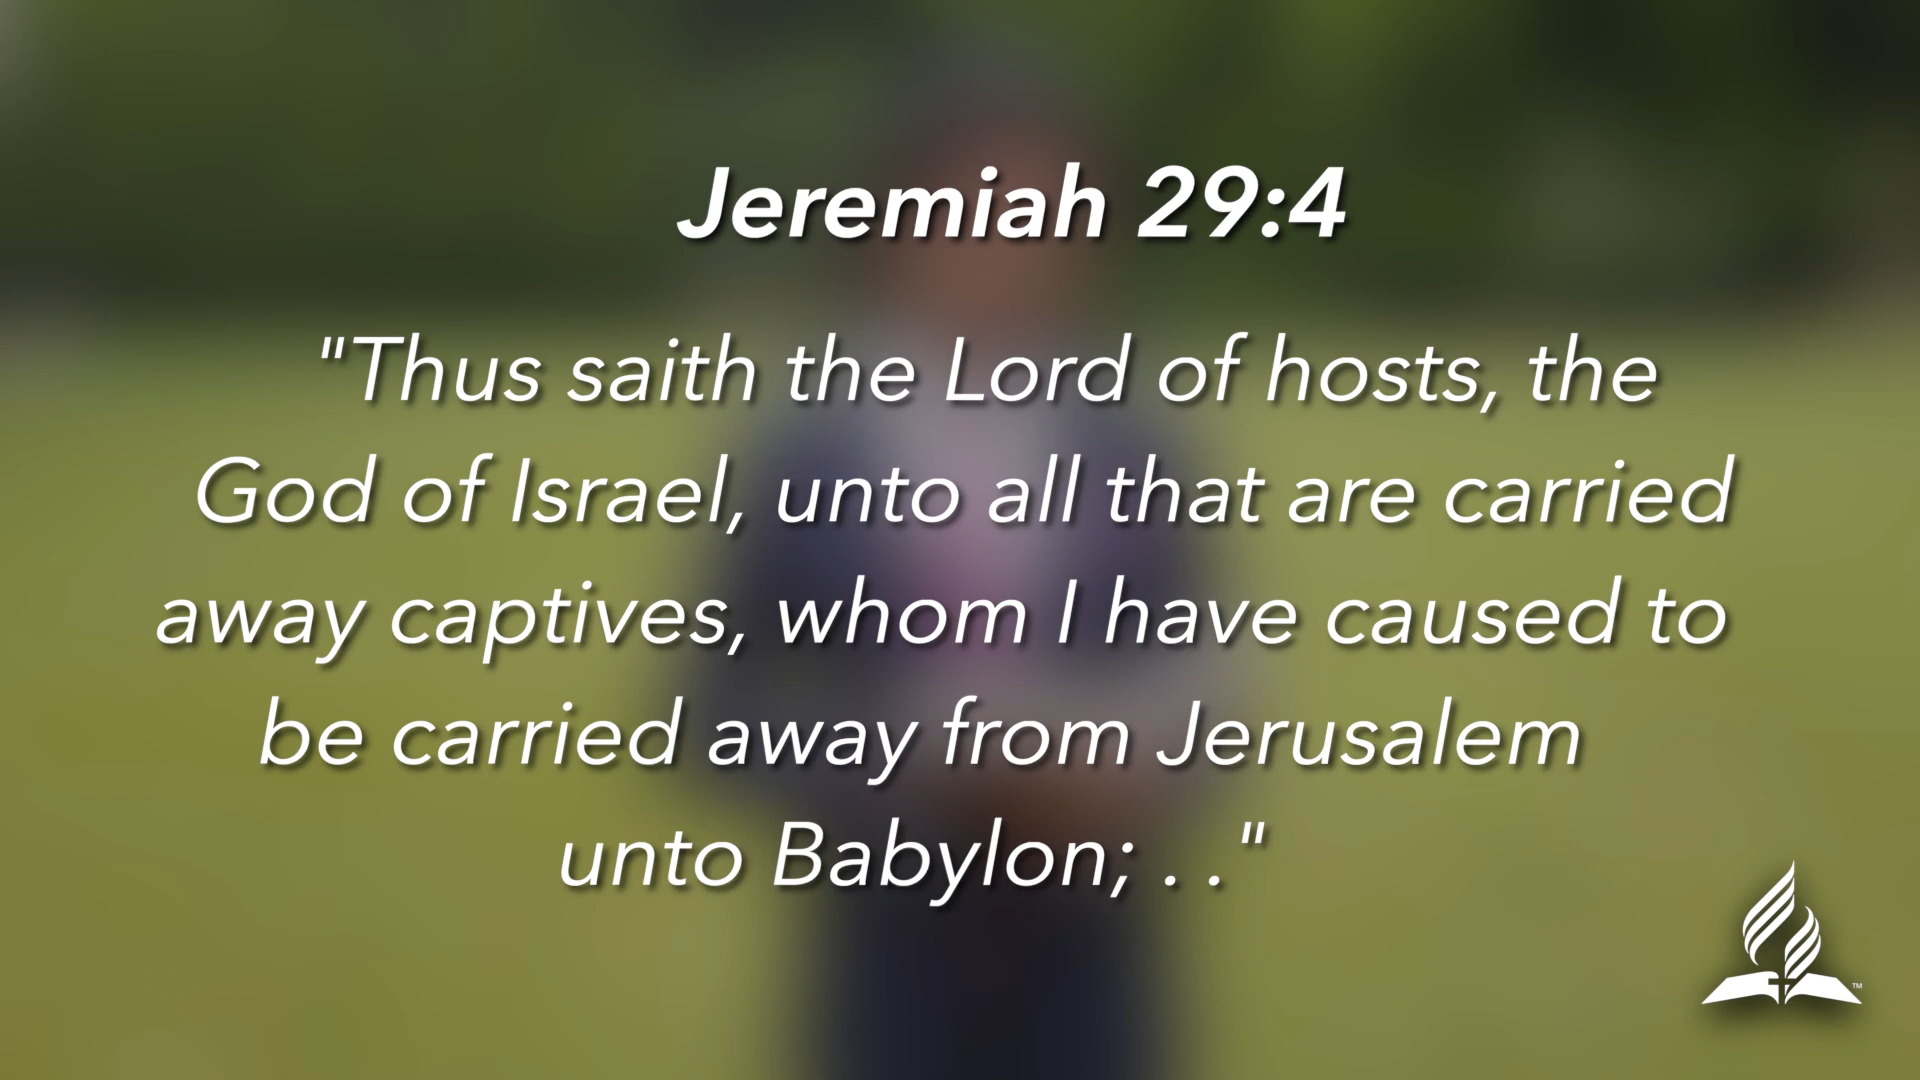 Jeremiah 29:4
"Thus saith the Lord of hosts, the
God of Israel, unto all that are carried
away captives, whom I have caused to
be carried away from Jerusalem
unto Babylon; . ."
TM